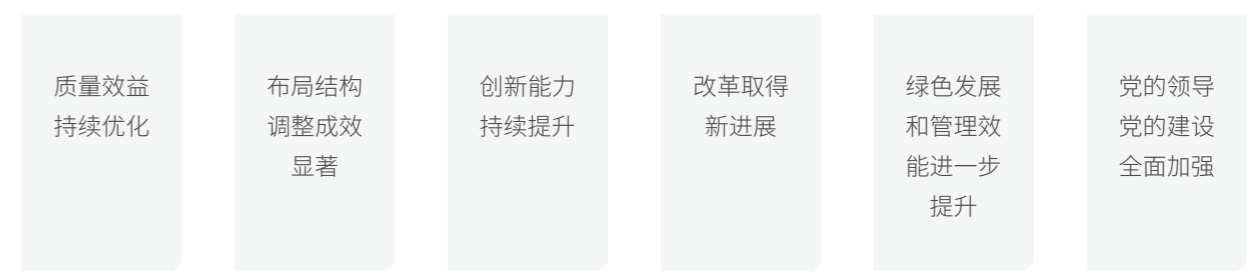 质量效益
持续优化
布局结构
调整成效
显著
创新能力
持续提升
改革取得
新进展
绿色发展
和管理效
能进一步
提升
党的领导
党的建设
全面加强